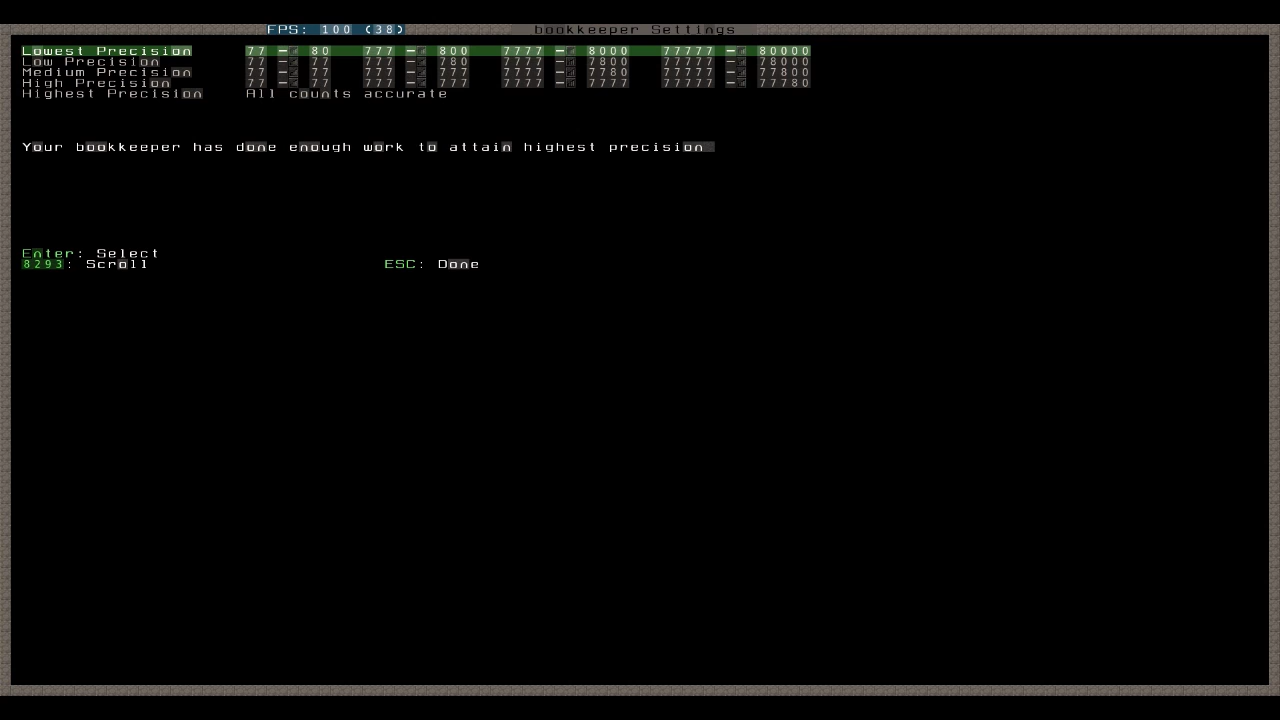 FPS: 100 (38) bookkeeper Settings
Lowest Precision 77 -> 80 777 -> 800 7777 -> 8000 77777 -> 80000
Low Precision 77 -> 77 777 -> 780 7777 -> 7800 77777 -> 78000
Medium Precision 77 -> 77 777 -> 777 7777 -> 7780 77777 -> 77800
High Precision 77 -> 77 777 -> 777 7777 -> 7777 77777 -> 77780
Highest Precision All counts accurate
Your bookkeeper has done enough work to attain highest precision
Enter: Select
8293: Scroll ESC: Done